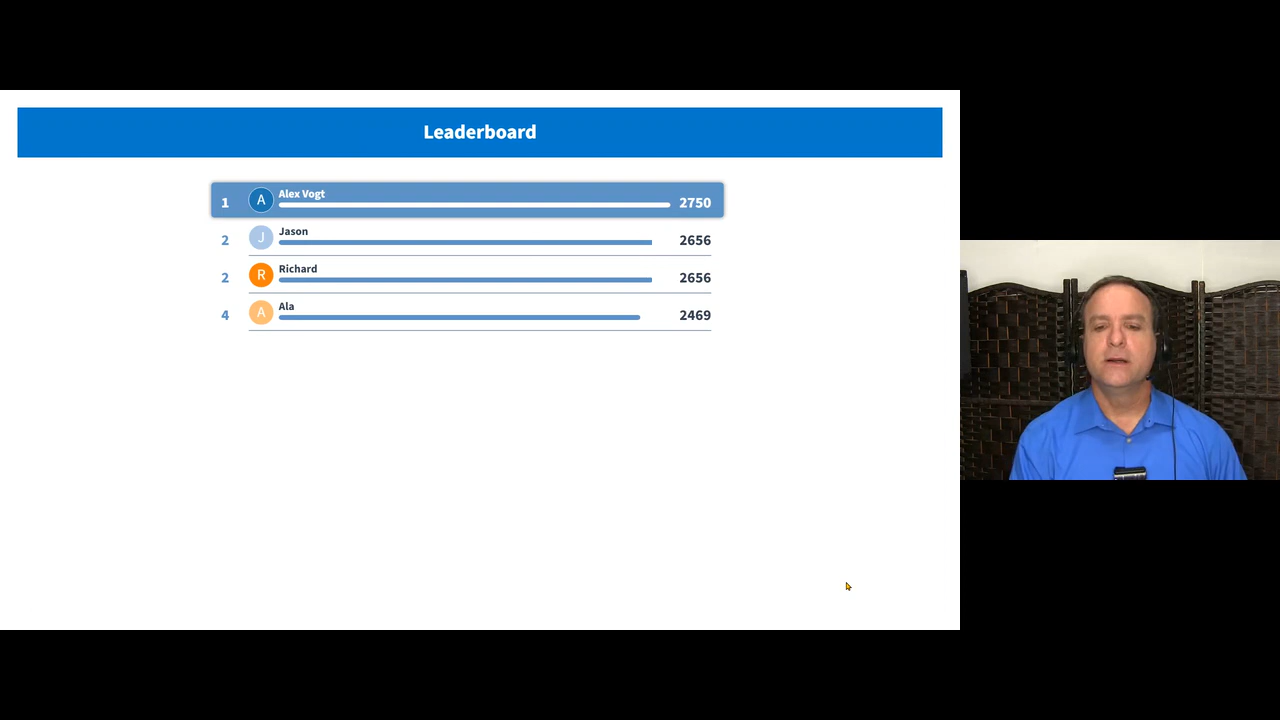 Leaderboard
1 A Alex Vogt 2750
2 J Jason 2656
2 R Richard 2656
4 A Ala 2469